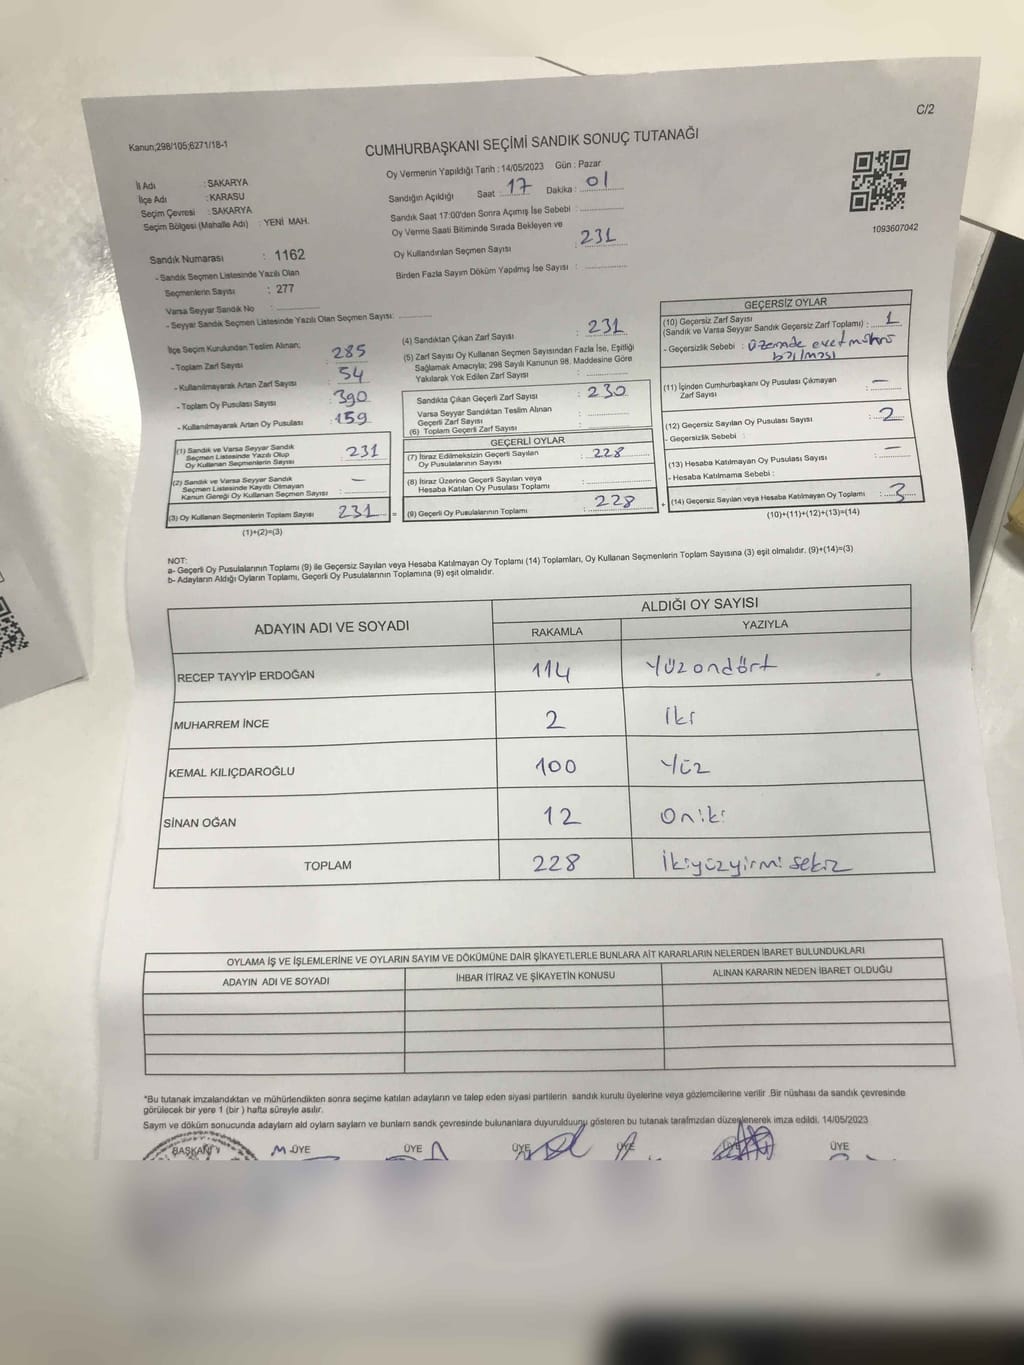 C/2
Kanun;298/105;6271/18-1
CUMHURBAŞKANI SEÇİMİ SANDIK SONUÇ TUTANAĞI
İl Adı : SAKARYA
İlçe Adı : KARASU
Seçim Çevresi : SAKARYA
Seçim Bölgesi (Mahalle Adı) : YENİ MAH.
Sandık Numarası : 1162
- Sandık Seçmen Listesinde Yazılı Olan
Seçmenlerin Sayısı : 277
Varsa Seyyar Sandık No :
- Seyyar Sandık Seçmen Listesinde Yazılı Olan Seçmen Sayısı:
Oy Vermenin Yapıldığı Tarih : 14/05/2023 Gün : Pazar
Sandığın Açıldığı Saat : 17 Dakika : 01
Sandık Saat 17:00'den Sonra Açımış İse Sebebi :
Oy Verme Saati Bitiminde Sırada Bekleyen ve
Oy Kullandırılan Seçmen Sayısı : 231
Birden Fazla Sayım Döküm Yapılmış İse Sayısı :
1093607042
İlçe Seçim Kurulundan Teslim Alınan;
- Toplam Zarf Sayısı : 285
- Kullanılmayarak Artan Zarf Sayısı : 54
- Toplam Oy Pusulası Sayısı : 390
- Kullanılmayarak Artan Oy Pusulası : 159
(1) Sandık ve Varsa Seyyar Sandık
Seçmen Listesinde Yazılı Olup
Oy Kullanan Seçmenlerin Sayısı : 231
(2) Sandık ve Varsa Seyyar Sandık
Seçmen Listesinde Kayıtlı Olmayan
Kanun Gereği Oy Kullanan Seçmen Sayısı : —
(3) Oy Kullanan Seçmenlerin Toplam Sayısı : 231 =
(1)+(2)=(3)
(4) Sandıktan Çıkan Zarf Sayısı : 231
(5) Zarf Sayısı Oy Kullanan Seçmen Sayısından Fazla İse, Eşitliği
Sağlamak Amacıyla; 298 Sayılı Kanunun 98. Maddesine Göre
Yakılarak Yok Edilen Zarf Sayısı :
Sandıkta Çıkan Geçerli Zarf Sayısı : 230
Varsa Seyyar Sandıktan Teslim Alınan
Geçerli Zarf Sayısı :
(6) Toplam Geçerli Zarf Sayısı :
GEÇERLİ OYLAR
(7) İtiraz Edilmeksizin Geçerli Sayılan
Oy Pusulalarının Sayısı : 228
(8) İtiraz Üzerine Geçerli Sayılan veya
Hesaba Katılan Oy Pusulası Toplamı :
(9) Geçerli Oy Pusulalarının Toplamı : 228 +
GEÇERSİZ OYLAR
(10) Geçersiz Zarf Sayısı
(Sandık ve Varsa Seyyar Sandık Geçersiz Zarf Toplamı) : 1
- Geçersizlik Sebebi : Üzerinde evet mührü
basılması
(11) İçinden Cumhurbaşkanı Oy Pusulası Çıkmayan
Zarf Sayısı : —
(12) Geçersiz Sayılan Oy Pusulası Sayısı : 2
- Geçersizlik Sebebi :
(13) Hesaba Katılmayan Oy Pusulası Sayısı : —
- Hesaba Katılmama Sebebi :
(14) Geçersiz Sayılan veya Hesaba Katılmayan Oy Toplamı : 3
(10)+(11)+(12)+(13)=(14)
NOT:
a- Geçerli Oy Pusulalarının Toplamı (9) ile Geçersiz Sayılan veya Hesaba Katılmayan Oy Toplamı (14) Toplamları, Oy Kullanan Seçmenlerin Toplam Sayısına (3) eşit olmalıdır. (9)+(14)=(3)
b- Adayların Aldığı Oyların Toplamı, Geçerli Oy Pusulalarının Toplamına (9) eşit olmalıdır.
ADAYIN ADI VE SOYADI
ALDIĞI OY SAYISI
RAKAMLA YAZIYLA
RECEP TAYYİP ERDOĞAN 114 Yüzondört
MUHARREM İNCE 2 İki
KEMAL KILIÇDAROĞLU 100 Yüz
SİNAN OĞAN 12 Oniki
TOPLAM 228 İkiyüzyirmisekiz
OYLAMA İŞ VE İŞLEMLERİNE VE OYLARIN SAYIM VE DÖKÜMÜNE DAİR ŞİKAYETLERLE BUNLARA AİT KARARLARIN NELERDEN İBARET BULUNDUKLARI
ADAYIN ADI VE SOYADI İHBAR İTİRAZ VE ŞİKAYETİN KONUSU ALINAN KARARIN NEDEN İBARET OLDUĞU
*Bu tutanak imzalandıktan ve mühürlendikten sonra seçime katılan adayların ve talep eden siyasi partilerin sandık kurulu üyelerine veya gözlemcilerine verilir. Bir nüshası da sandık çevresinde
görülecek bir yere 1 (bir) hafta süreyle asılır.
Sayım ve döküm sonucunda adayların aldı oyların sayların ve bunların sandk çevresinde bulunanlara duyurulduunu gösteren bu tutanak tarafımzdan düzenlenerek imza edildi. 14/05/2023
BAŞKAN ÜYE ÜYE ÜYE ÜYE ÜYE ÜYE